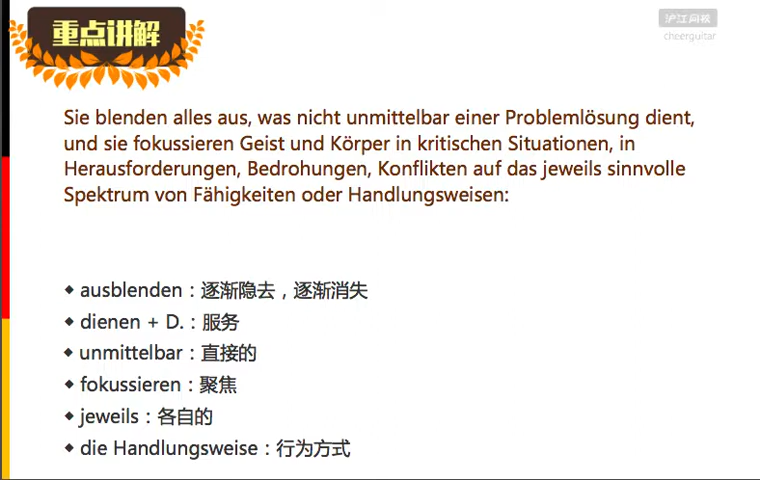 重点讲解
沪江网校
cheerguitar
Sie blenden alles aus, was nicht unmittelbar einer Problemlösung dient,
und sie fokussieren Geist und Körper in kritischen Situationen, in
Herausforderungen, Bedrohungen, Konflikten auf das jeweils sinnvolle
Spektrum von Fähigkeiten oder Handlungsweisen:
◆ ausblenden：逐渐隐去，逐渐消失
◆ dienen + D.：服务
◆ unmittelbar：直接的
◆ fokussieren：聚焦
◆ jeweils：各自的
◆ die Handlungsweise：行为方式